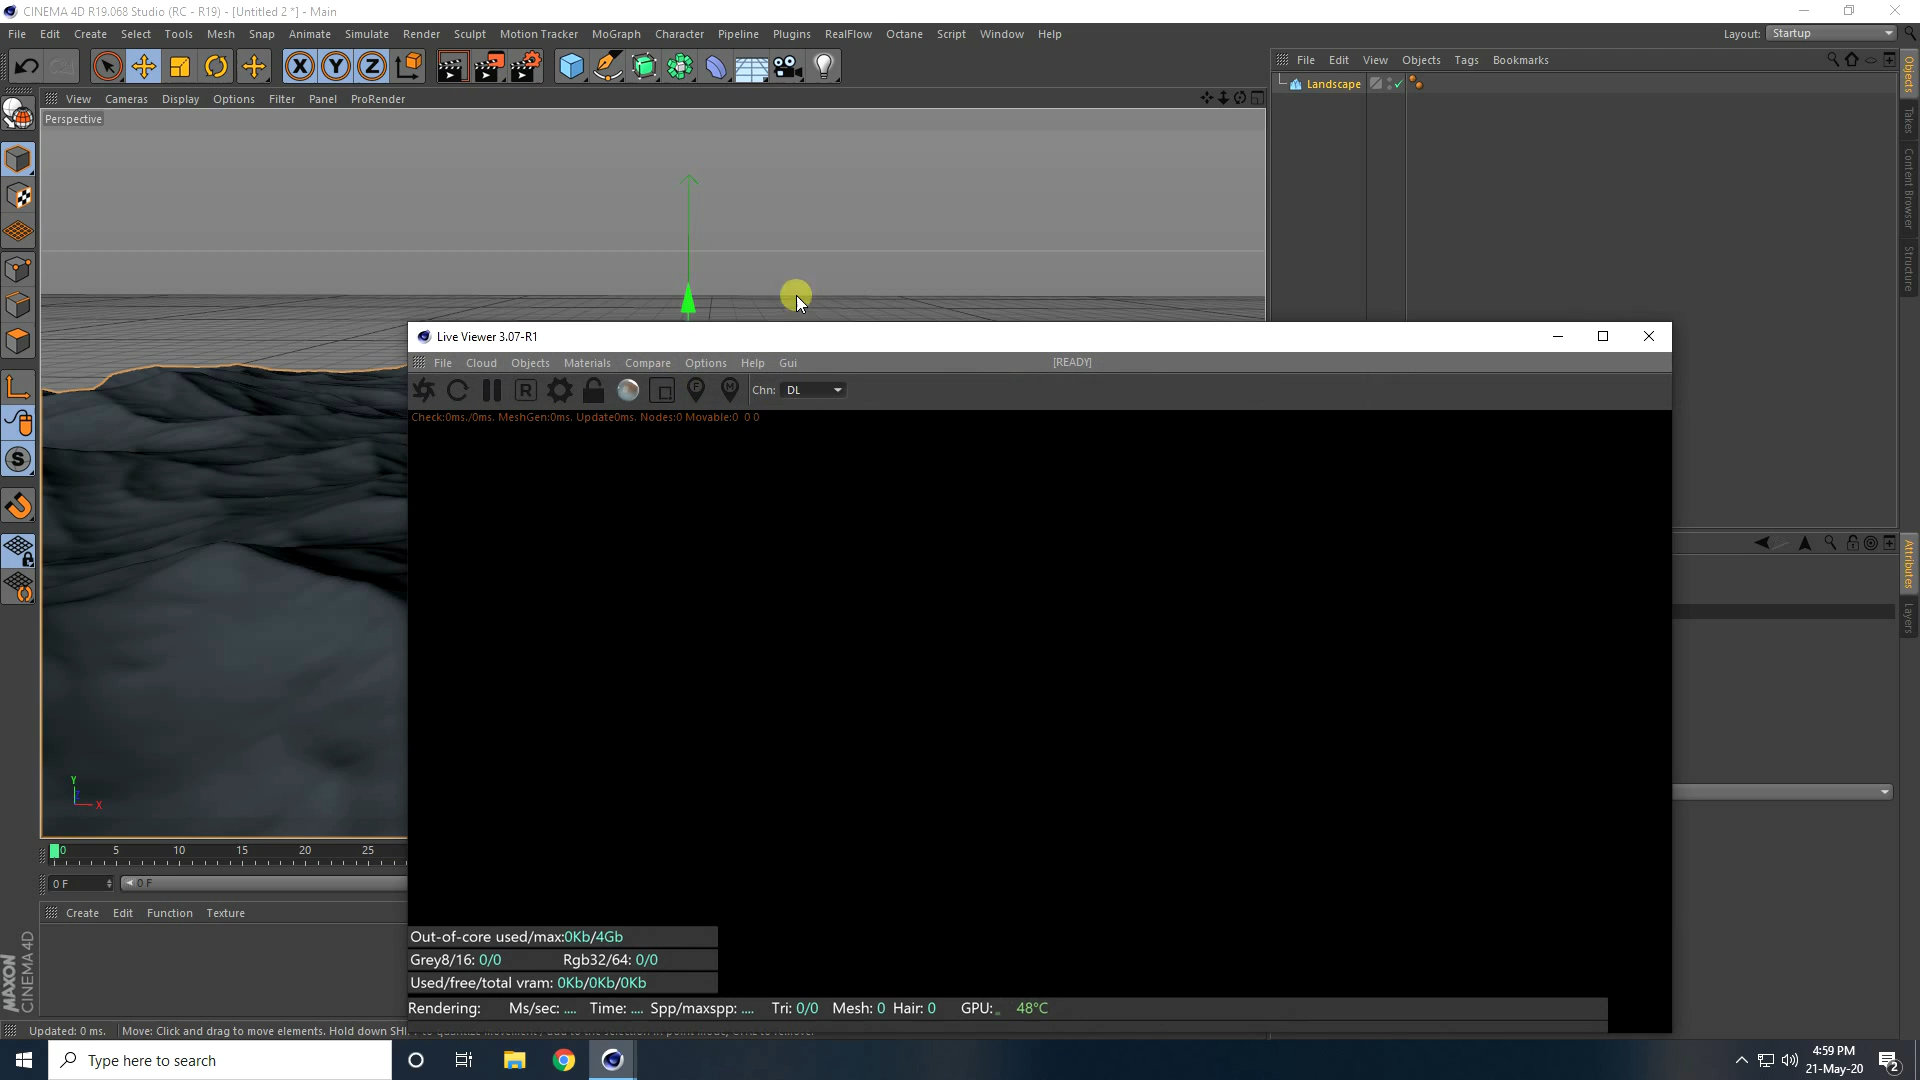 CINEMA 4D R19.068 Studio (RC - R19) - [Untitled 2 *] - Main
File Edit Create Select Tools Mesh Snap Animate Simulate Render Sculpt Motion Tracker MoGraph Character Pipeline Plugins RealFlow Octane Script Window Help
Layout: Startup
X Y Z
File Edit View Objects Tags Bookmarks
Landscape
View Cameras Display Options Filter Panel ProRender
Perspective
Objects
Takes
Content Browser
Structure
Live Viewer 3.07-R1
File Cloud Objects Materials Compare Options Help Gui [READY]
R F M Chn: DL
Check:0ms./0ms. MeshGen:0ms. Update0ms. Nodes:0 Movable:0 0 0
S
Attributes
Layers
Y
Z
X
0 5 10 15 20 25
0 F 0 F
Create Edit Function Texture
Out-of-core used/max:0Kb/4Gb
Grey8/16: 0/0 Rgb32/64: 0/0
Used/free/total vram: 0Kb/0Kb/0Kb
Rendering: Ms/sec: .... Time: .... Spp/maxspp: .... Tri: 0/0 Mesh: 0 Hair: 0 GPU: 48°C
MAXON
CINEMA 4D
Updated: 0 ms. Move: Click and drag to move elements. Hold down SHI
Type here to search
4:59 PM
21-May-20
2